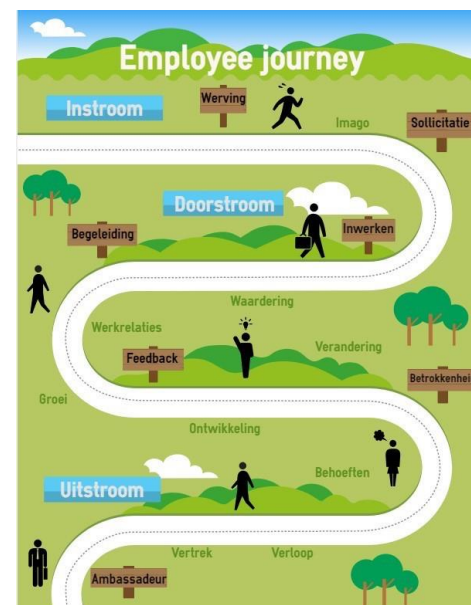 Employee journey
Instroom
Werving
Imago
Sollicitatie
Doorstroom
Begeleiding
Inwerken
Waardering
Werkrelaties
Verandering
Feedback
Betrokkenhei
Groei
Ontwikkeling
Behoeften
Uitstroom
Vertrek
Verloop
Ambassadeur